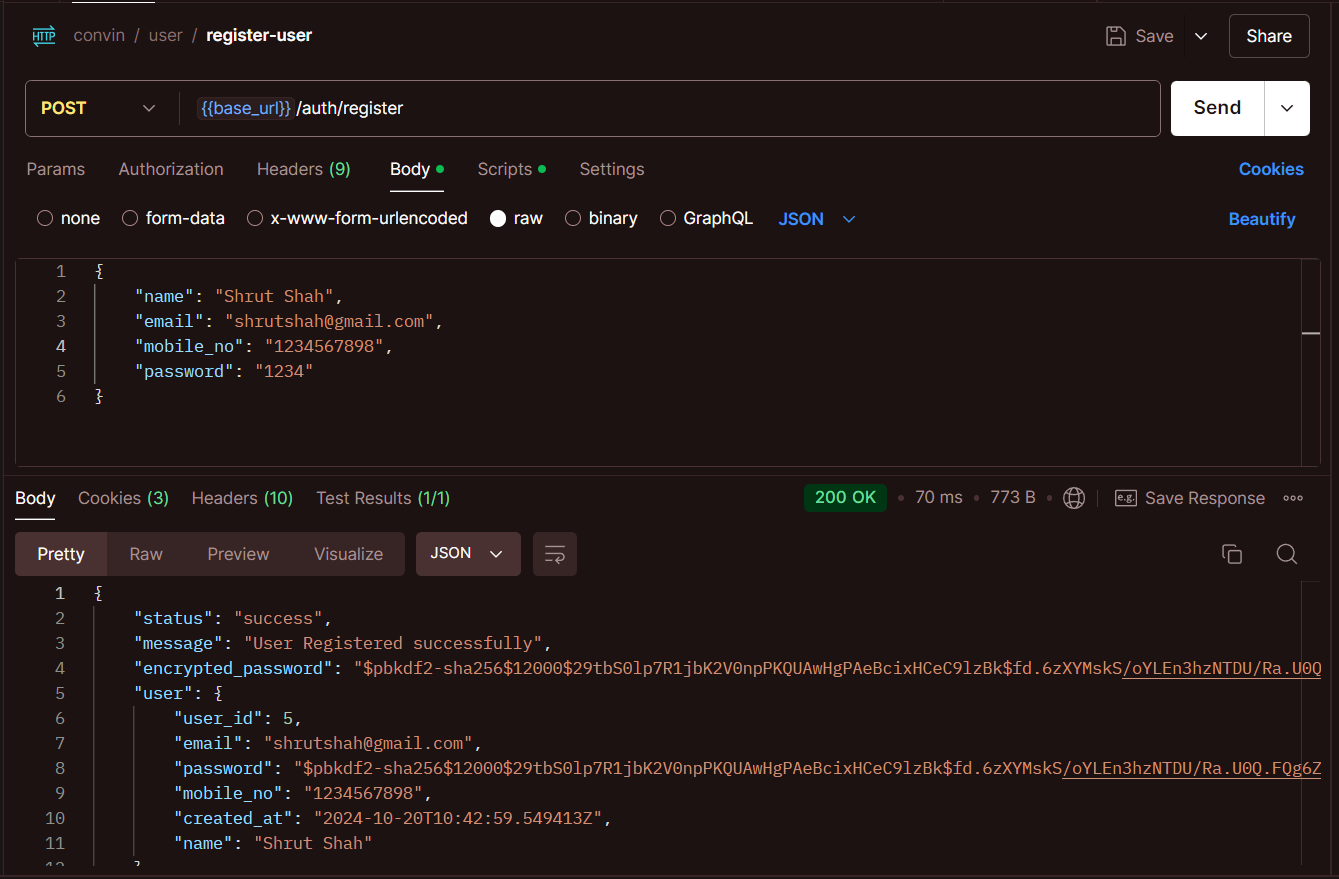 HTTP convin / user / register-user Save Share
POST {{base_url}} /auth/register Send
Params Authorization Headers (9) Body Scripts Settings Cookies
none form-data x-www-form-urlencoded raw binary GraphQL JSON Beautify
1 {
2 "name": "Shrut Shah",
3 "email": "shrutshah@gmail.com",
4 "mobile_no": "1234567898",
5 "password": "1234"
6 }
Body Cookies (3) Headers (10) Test Results (1/1) 200 OK 70 ms 773 B e.g. Save Response
Pretty Raw Preview Visualize JSON
1 {
2 "status": "success",
3 "message": "User Registered successfully",
4 "encrypted_password": "$pbkdf2-sha256$12000$29tbS0lp7R1jbK2V0npPKQUAwHgPAeBcixHCeC9lzBk$fd.6zXYMskS/oYLEn3hzNTDU/Ra.U0Q
5 "user": {
6 "user_id": 5,
7 "email": "shrutshah@gmail.com",
8 "password": "$pbkdf2-sha256$12000$29tbS0lp7R1jbK2V0npPKQUAwHgPAeBcixHCeC9lzBk$fd.6zXYMskS/oYLEn3hzNTDU/Ra.U0Q.FQg6Z
9 "mobile_no": "1234567898",
10 "created_at": "2024-10-20T10:42:59.549413Z",
11 "name": "Shrut Shah"